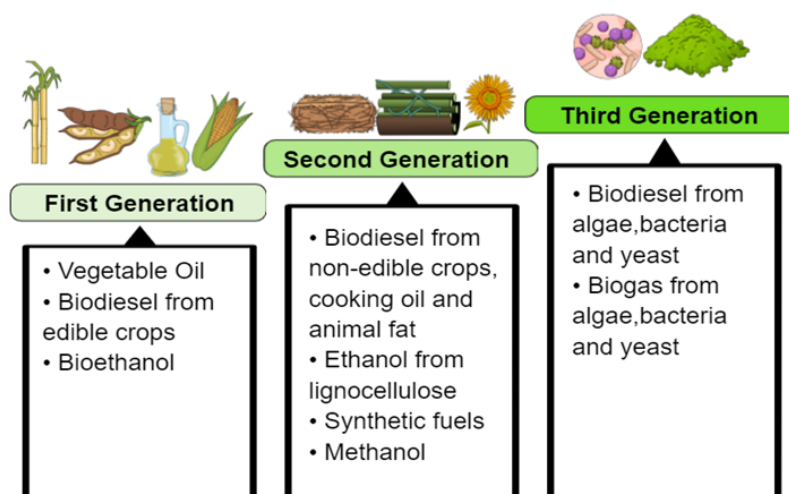 First Generation
• Vegetable Oil
• Biodiesel from
edible crops
• Bioethanol
Second Generation
• Biodiesel from
non-edible crops,
cooking oil and
animal fat
• Ethanol from
lignocellulose
• Synthetic fuels
• Methanol
Third Generation
• Biodiesel from
algae,bacteria
and yeast
• Biogas from
algae,bacteria
and yeast